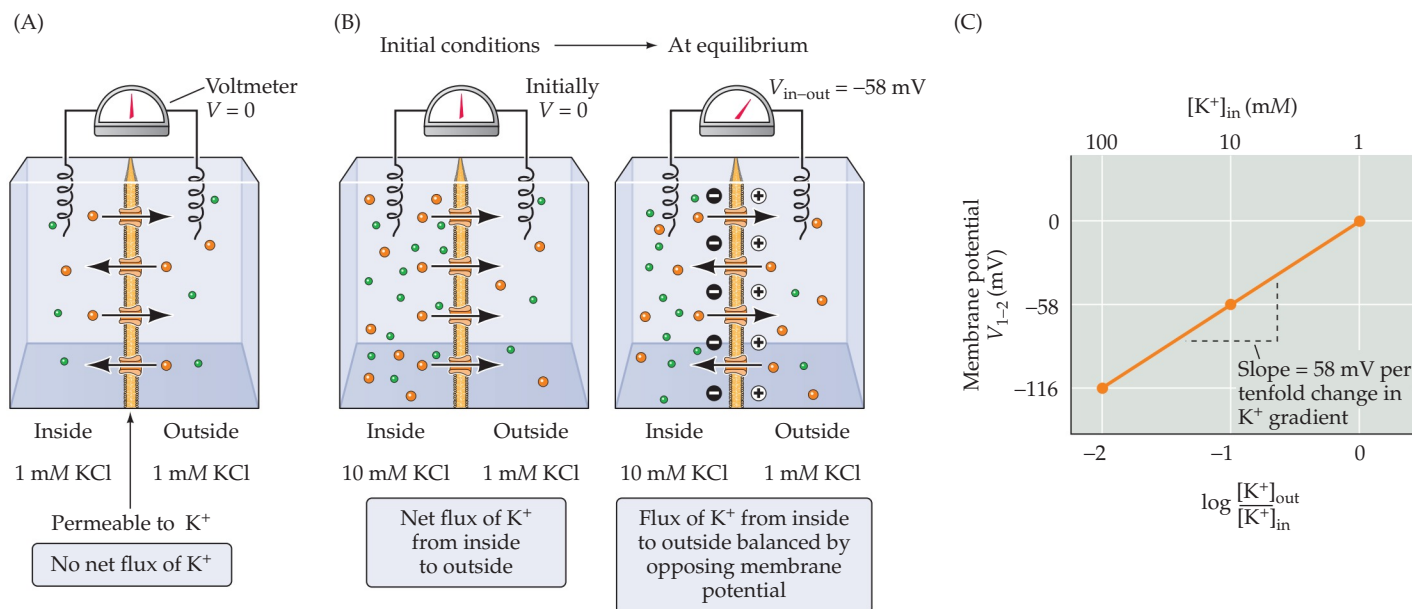 (A)
Voltmeter
V = 0
Inside
Outside
1 mM KCl
1 mM KCl
Permeable to K⁺
No net flux of K⁺
(B)
Initial conditions
At equilibrium
Initially
V = 0
V_in–out = –58 mV
Inside
Outside
10 mM KCl
1 mM KCl
Net flux of K⁺
from inside
to outside
Inside
Outside
10 mM KCl
1 mM KCl
Flux of K⁺ from inside
to outside balanced by
opposing membrane
potential
(C)
[K⁺]in (mM)
100 10 1
Membrane potential
V₁₋₂ (mV)
0
–58
–116
Slope = 58 mV per
tenfold change in
K⁺ gradient
–2 –1 0
log [K⁺]out
[K⁺]in